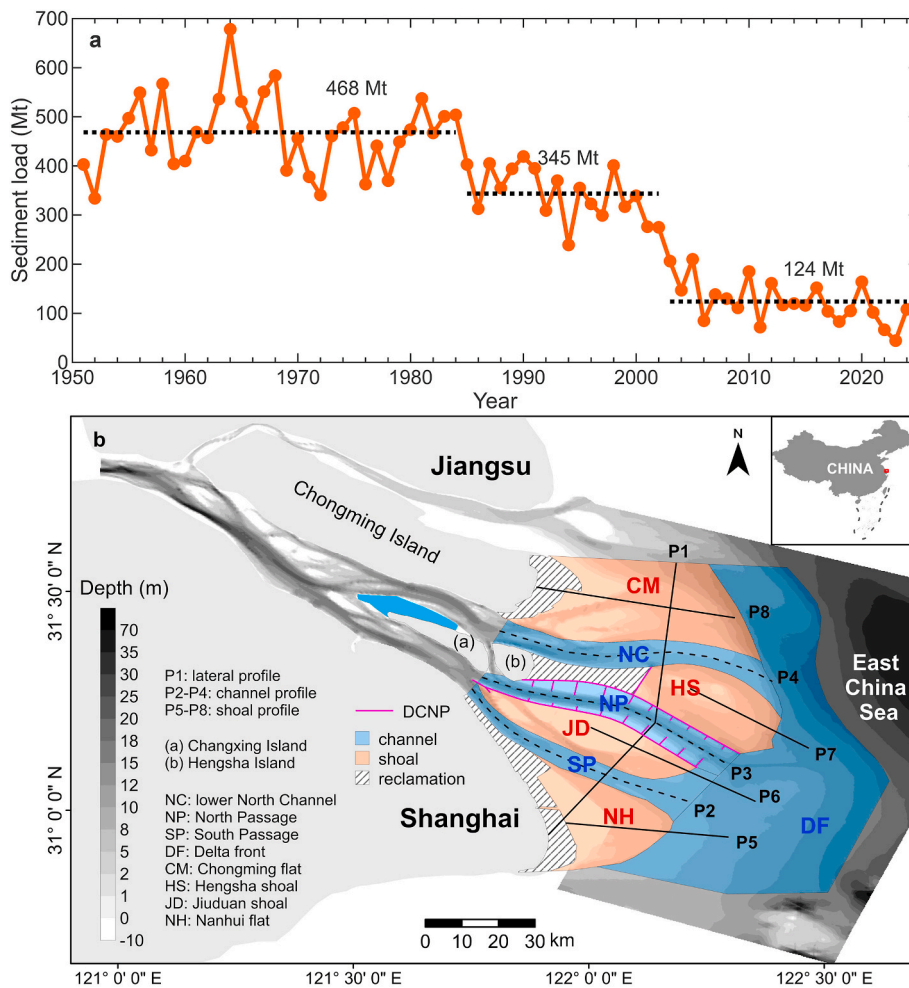 a
700
600
500
400
300
200
100
0
Sediment load (Mt)
468 Mt
345 Mt
124 Mt
1950
1960
1970
1980
1990
2000
2010
2020
Year
b
Jiangsu
N
CHINA
Chongming Island
P1
CM
P8
31° 30' 0" N
Depth (m)
70
35
30
25
20
18
15
12
10
8
5
2
1
0
-10
(a)
(b)
NC
P4
East
China
Sea
HS
P1: lateral profile
P2-P4: channel profile
P5-P8: shoal profile
NP
DCNP
JD
P7
channel
shoal
reclamation
(a) Changxing Island
(b) Hengsha Island
SP
P3
P6
P2
31° 0' 0" N
NC: lower North Channel
NP: North Passage
SP: South Passage
DF: Delta front
CM: Chongming flat
HS: Hengsha shoal
JD: Jiuduan shoal
NH: Nanhui flat
Shanghai
NH
DF
P5
0 10 20 30 km
121° 0' 0" E
121° 30' 0" E
122° 0' 0" E
122° 30' 0" E